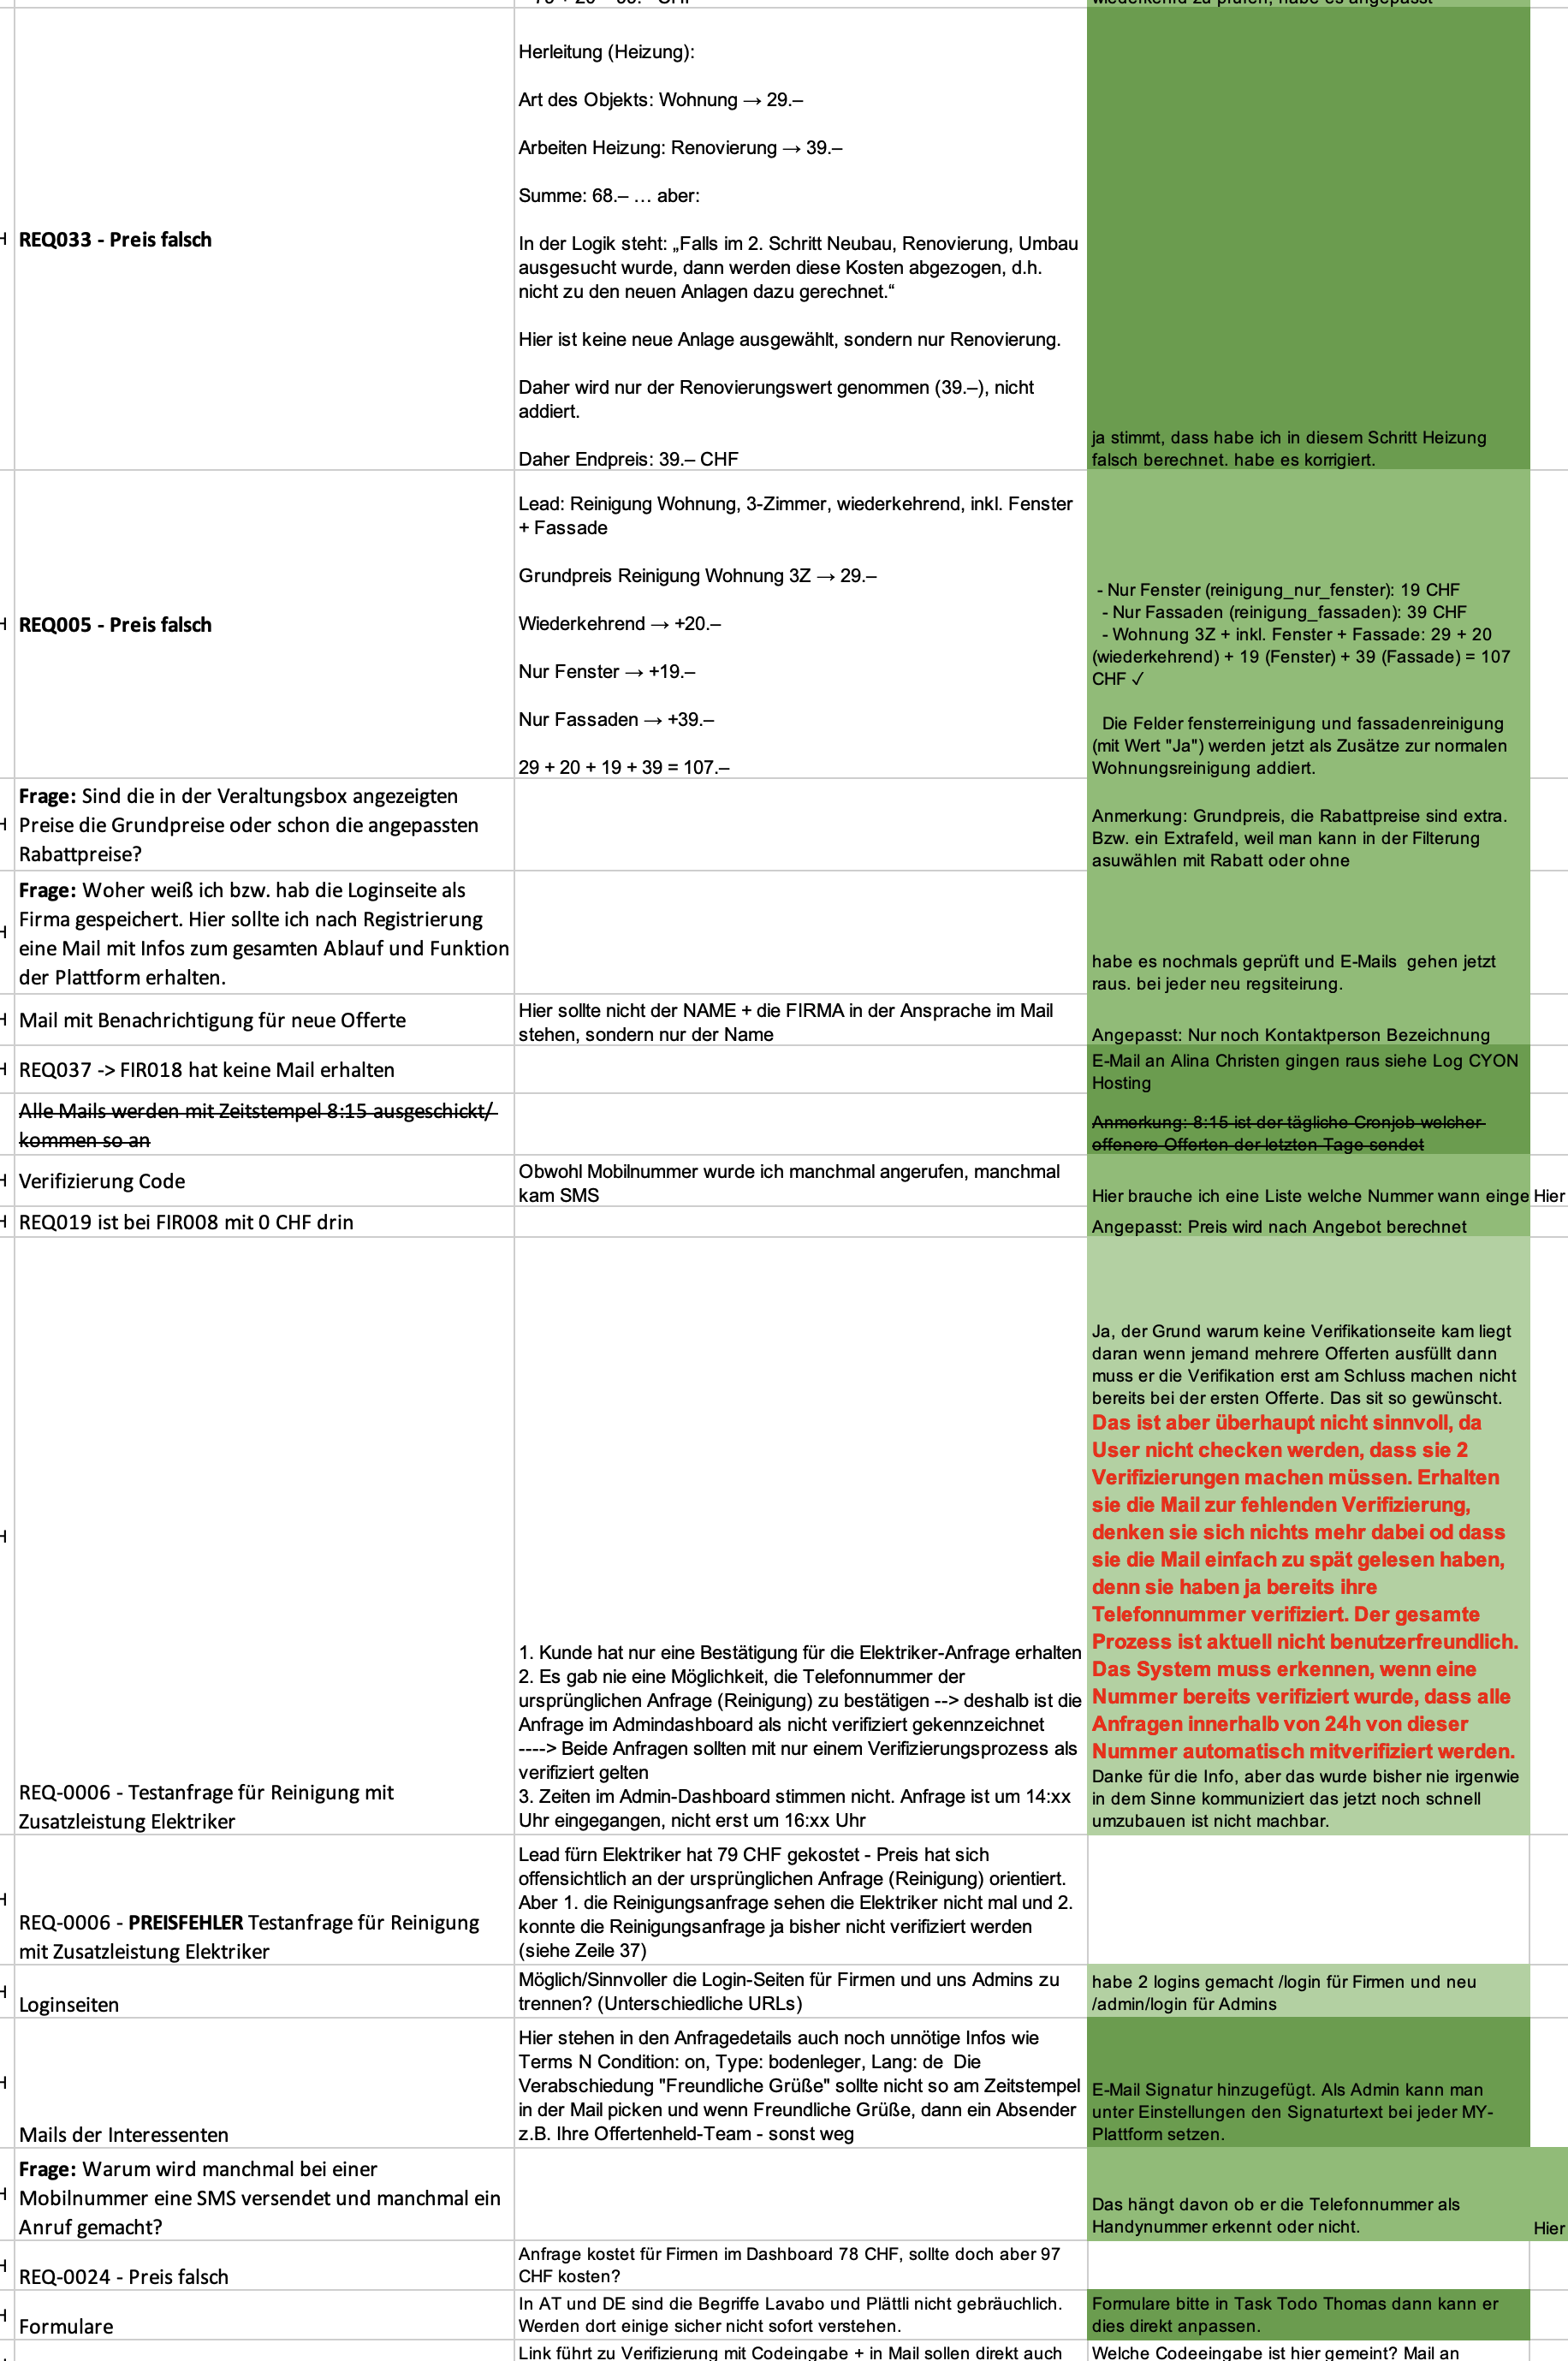 Herleitung (Heizung):
Art des Objekts: Wohnung → 29.–
Arbeiten Heizung: Renovierung → 39.–
Summe: 68.– … aber:
In der Logik steht: „Falls im 2. Schritt Neubau, Renovierung, Umbau
ausgesucht wurde, dann werden diese Kosten abgezogen, d.h.
nicht zu den neuen Anlagen dazu gerechnet.“
Hier ist keine neue Anlage ausgewählt, sondern nur Renovierung.
Daher wird nur der Renovierungswert genommen (39.–), nicht
addiert.
Daher Endpreis: 39.– CHF
REQ033 - Preis falsch
ja stimmt, dass habe ich in diesem Schritt Heizung
falsch berechnet. habe es korrigiert.
REQ005 - Preis falsch
Lead: Reinigung Wohnung, 3-Zimmer, wiederkehrend, inkl. Fenster
+ Fassade
Grundpreis Reinigung Wohnung 3Z → 29.–
Wiederkehrend → +20.–
Nur Fenster → +19.–
Nur Fassaden → +39.–
29 + 20 + 19 + 39 = 107.–
- Nur Fenster (reinigung_nur_fenster): 19 CHF
- Nur Fassaden (reinigung_fassaden): 39 CHF
- Wohnung 3Z + inkl. Fenster + Fassade: 29 + 20
(wiederkehrend) + 19 (Fenster) + 39 (Fassade) = 107
CHF ✓
Die Felder fensterreinigung und fassadenreinigung
(mit Wert "Ja") werden jetzt als Zusätze zur normalen
Wohnungsreinigung addiert.
Frage: Sind die in der Veraltungsbox angezeigten
Preise die Grundpreise oder schon die angepassten
Rabattpreise?
Anmerkung: Grundpreis, die Rabattpreise sind extra.
Bzw. ein Extrafeld, weil man kann in der Filterung
asuwählen mit Rabatt oder ohne
Frage: Woher weiß ich bzw. hab die Loginseite als
Firma gespeichert. Hier sollte ich nach Registrierung
eine Mail mit Infos zum gesamten Ablauf und Funktion
der Plattform erhalten.
habe es nochmals geprüft und E-Mails gehen jetzt
raus. bei jeder neu regsiteirung.
Mail mit Benachrichtigung für neue Offerte
Hier sollte nicht der NAME + die FIRMA in der Ansprache im Mail
stehen, sondern nur der Name
Angepasst: Nur noch Kontaktperson Bezeichnung
REQ037 -> FIR018 hat keine Mail erhalten
E-Mail an Alina Christen gingen raus siehe Log CYON
Hosting
Alle Mails werden mit Zeitstempel 8:15 ausgeschickt/
kommen so an
Anmerkung: 8:15 ist der tägliche Cronjob welcher
offenere Offerten der letzten Tage sendet
Verifizierung Code
Obwohl Mobilnummer wurde ich manchmal angerufen, manchmal
kam SMS
Hier brauche ich eine Liste welche Nummer wann einge
Hier
REQ019 ist bei FIR008 mit 0 CHF drin
Angepasst: Preis wird nach Angebot berechnet
REQ-0006 - Testanfrage für Reinigung mit
Zusatzleistung Elektriker
1. Kunde hat nur eine Bestätigung für die Elektriker-Anfrage erhalten
2. Es gab nie eine Möglichkeit, die Telefonnummer der
ursprünglichen Anfrage (Reinigung) zu bestätigen --> deshalb ist die
Anfrage im Admindashboard als nicht verifiziert gekennzeichnet
----> Beide Anfragen sollten mit nur einem Verifizierungsprozess als
verifiziert gelten
3. Zeiten im Admin-Dashboard stimmen nicht. Anfrage ist um 14:xx
Uhr eingegangen, nicht erst um 16:xx Uhr
Ja, der Grund warum keine Verifikationseite kam liegt
daran wenn jemand mehrere Offerten ausfüllt dann
muss er die Verifikation erst am Schluss machen nicht
bereits bei der ersten Offerte. Das sit so gewünscht.
Das ist aber überhaupt nicht sinnvoll, da
User nicht checken werden, dass sie 2
Verifizierungen machen müssen. Erhalten
sie die Mail zur fehlenden Verifizierung,
denken sie sich nichts mehr dabei od dass
sie die Mail einfach zu spät gelesen haben,
denn sie haben ja bereits ihre
Telefonnummer verifiziert. Der gesamte
Prozess ist aktuell nicht benutzerfreundlich.
Das System muss erkennen, wenn eine
Nummer bereits verifiziert wurde, dass alle
Anfragen innerhalb von 24h von dieser
Nummer automatisch mitverifiziert werden.
Danke für die Info, aber das wurde bisher nie irgenwie
in dem Sinne kommuniziert das jetzt noch schnell
umzubauen ist nicht machbar.
REQ-0006 - PREISFEHLER Testanfrage für Reinigung
mit Zusatzleistung Elektriker
Lead fürn Elektriker hat 79 CHF gekostet - Preis hat sich
offensichtlich an der ursprünglichen Anfrage (Reinigung) orientiert.
Aber 1. die Reinigungsanfrage sehen die Elektriker nicht mal und 2.
konnte die Reinigungsanfrage ja bisher nicht verifiziert werden
(siehe Zeile 37)
Loginseiten
Möglich/Sinnvoller die Login-Seiten für Firmen und uns Admins zu
trennen? (Unterschiedliche URLs)
habe 2 logins gemacht /login für Firmen und neu
/admin/login für Admins
Mails der Interessenten
Hier stehen in den Anfragedetails auch noch unnötige Infos wie
Terms N Condition: on, Type: bodenleger, Lang: de Die
Verabschiedung "Freundliche Grüße" sollte nicht so am Zeitstempel
in der Mail picken und wenn Freundliche Grüße, dann ein Absender
z.B. Ihre Offertenheld-Team - sonst weg
E-Mail Signatur hinzugefügt. Als Admin kann man
unter Einstellungen den Signaturtext bei jeder MY-
Plattform setzen.
Frage: Warum wird manchmal bei einer
Mobilnummer eine SMS versendet und manchmal ein
Anruf gemacht?
Das hängt davon ob er die Telefonnummer als
Handynummer erkennt oder nicht.
Hier
REQ-0024 - Preis falsch
Anfrage kostet für Firmen im Dashboard 78 CHF, sollte doch aber 97
CHF kosten?
Formulare
In AT und DE sind die Begriffe Lavabo und Plättli nicht gebräuchlich.
Werden dort einige sicher nicht sofort verstehen.
Formulare bitte in Task Todo Thomas dann kann er
dies direkt anpassen.
Link führt zu Verifizierung mit Codeingabe + in Mail sollen direkt auch
Welche Codeeingabe ist hier gemeint? Mail an